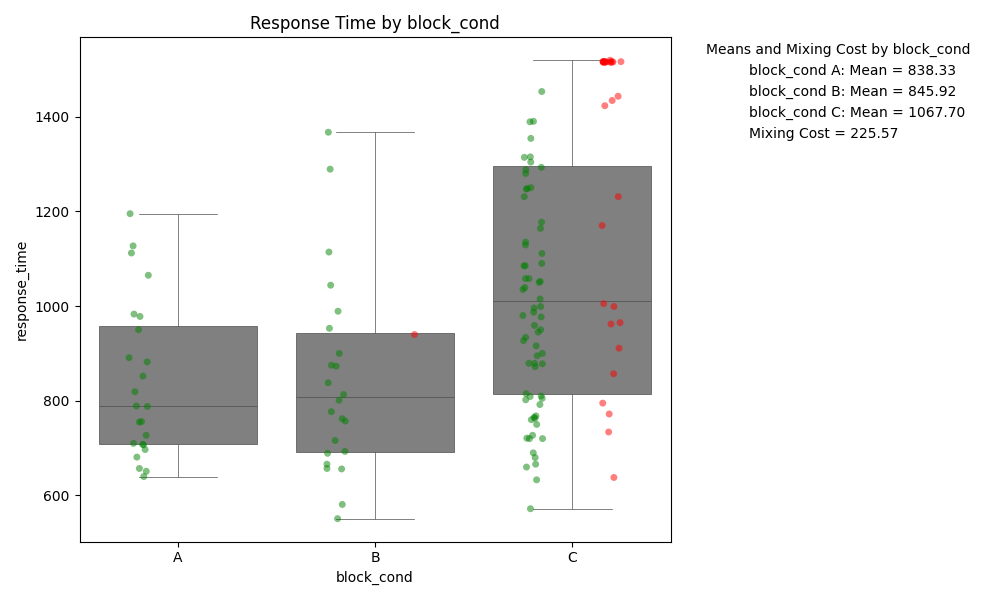 Response Time by block_cond
Means and Mixing Cost by block_cond
block_cond A: Mean = 838.33
block_cond B: Mean = 845.92
block_cond C: Mean = 1067.70
Mixing Cost = 225.57
response_time
1400
1200
1000
800
600
A
B
C
block_cond